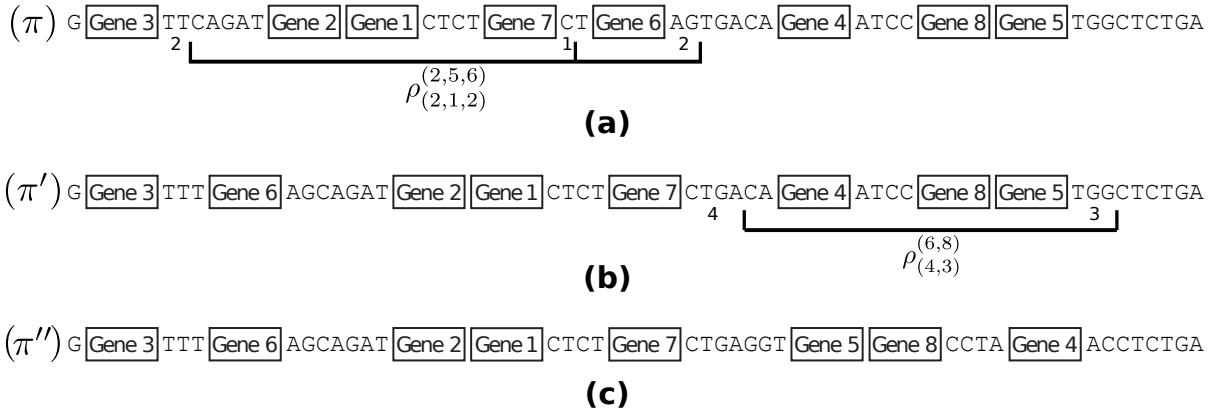 (π) G Gene 3 TTCAGAT Gene 2 Gene 1 CTCT Gene 7 CT Gene 6 AGTGACA Gene 4 ATCC Gene 8 Gene 5 TGGCTCTGA
2 1 2
ρ^{(2,5,6)}_{(2,1,2)}
(a)
(π′) G Gene 3 TTT Gene 6 AGCAGAT Gene 2 Gene 1 CTCT Gene 7 CTGACA Gene 4 ATCC Gene 8 Gene 5 TGGCTCTGA
4 3
ρ^{(6,8)}_{(4,3)}
(b)
(π′′) G Gene 3 TTT Gene 6 AGCAGAT Gene 2 Gene 1 CTCT Gene 7 CTGAGGT Gene 5 Gene 8 CCTA Gene 4 ACCTCTGA
(c)